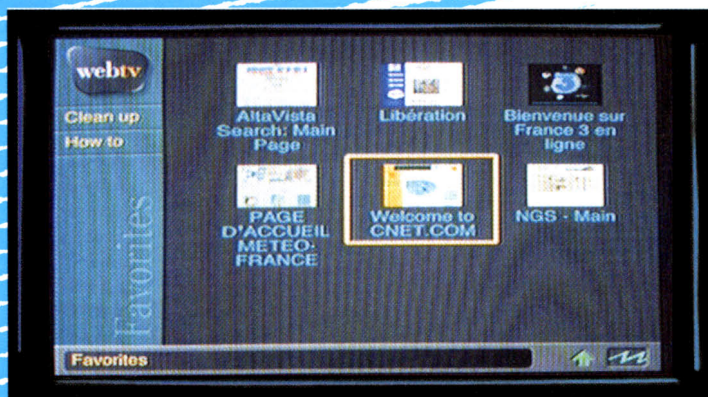 webtv
Clean up
How to
Favorites
AltaVista
Search: Main
Page
Libération
Bienvenue sur
France 3 en
ligne
PAGE
D'ACCUEIL
METEO-
FRANCE
Welcome to
CNET.COM
NGS - Main
Favorites